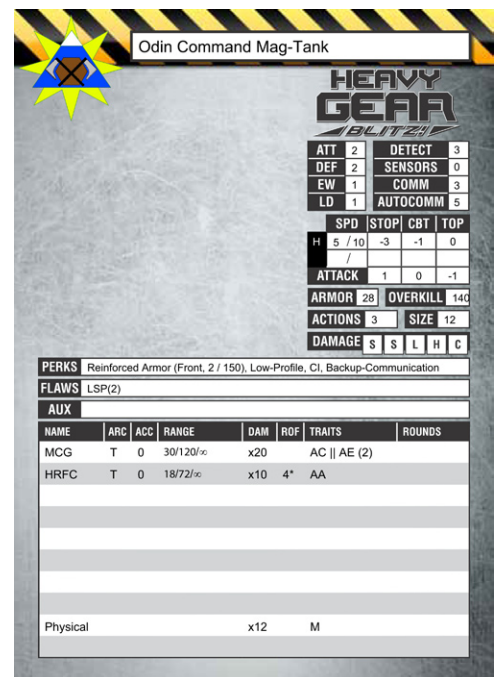 Odin Command Mag-Tank
HEAVY
GEAR
BLITZ!
ATT 2 DETECT 3
DEF 2 SENSORS 0
EW 1 COMM 3
LD 1 AUTOCOMM 5
SPD STOP CBT TOP
H 5 / 10 -3 -1 0
/
ATTACK 1 0 -1
ARMOR 28 OVERKILL 140
ACTIONS 3 SIZE 12
DAMAGE S S L H C
PERKS Reinforced Armor (Front, 2 / 150), Low-Profile, CI, Backup-Communication
FLAWS LSP(2)
AUX
NAME ARC ACC RANGE DAM ROF TRAITS ROUNDS
MCG T 0 30/120/∞ x20 AC || AE (2)
HRFC T 0 18/72/∞ x10 4* AA
Physical x12 M